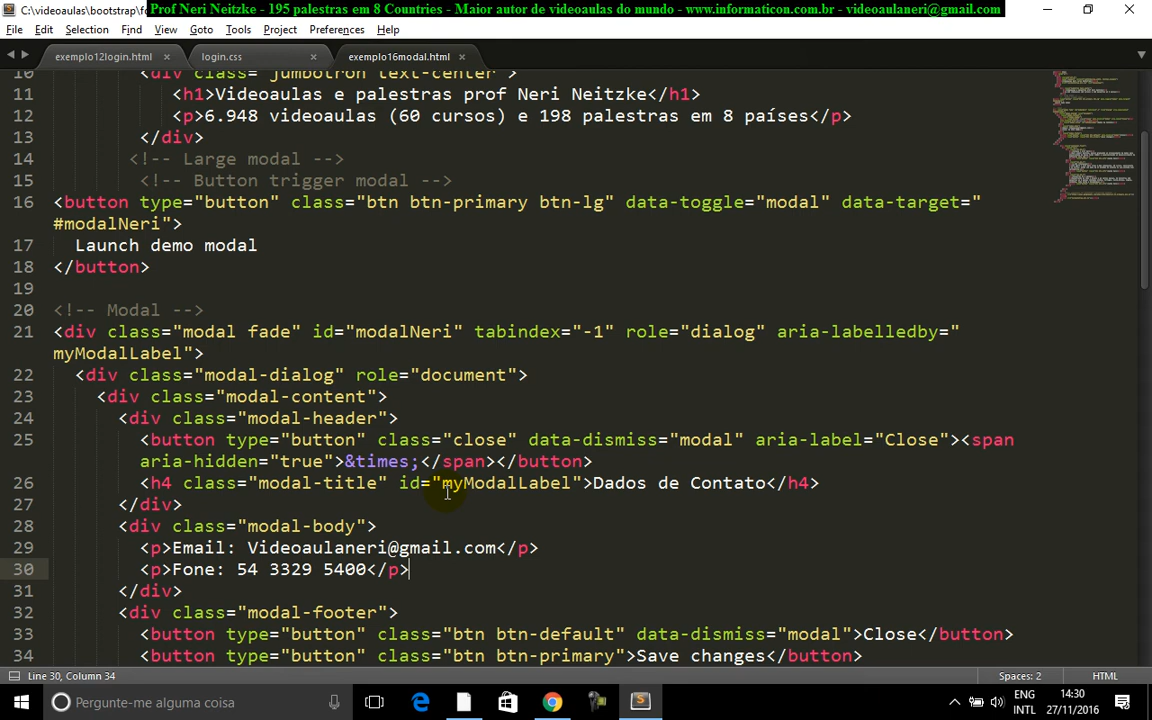 C:\videoaulas\bootstrap\fo
Prof Neri Neitzke - 195 palestras em 8 Countries - Maior autor de videoaulas do mundo - www.informaticon.com.br - videoaulaneri@gmail.com
File Edit Selection Find View Goto Tools Project Preferences Help
exemplo12login.html × login.css × exemplo16modal.html ×
10 <div class="jumbotron text-center">
11 <h1>Videoaulas e palestras prof Neri Neitzke</h1>
12 <p>6.948 videoaulas (60 cursos) e 198 palestras em 8 países</p>
13 </div>
14 <!-- Large modal -->
15 <!-- Button trigger modal -->
16 <button type="button" class="btn btn-primary btn-lg" data-toggle="modal" data-target="
#modalNeri">
17 Launch demo modal
18 </button>
19
20 <!-- Modal -->
21 <div class="modal fade" id="modalNeri" tabindex="-1" role="dialog" aria-labelledby="
myModalLabel">
22 <div class="modal-dialog" role="document">
23 <div class="modal-content">
24 <div class="modal-header">
25 <button type="button" class="close" data-dismiss="modal" aria-label="Close"><span
aria-hidden="true">&times;</span></button>
26 <h4 class="modal-title" id="myModalLabel">Dados de Contato</h4>
27 </div>
28 <div class="modal-body">
29 <p>Email: Videoaulaneri@gmail.com</p>
30 <p>Fone: 54 3329 5400</p>
31 </div>
32 <div class="modal-footer">
33 <button type="button" class="btn btn-default" data-dismiss="modal">Close</button>
34 <button type="button" class="btn btn-primary">Save changes</button>
Line 30, Column 34 Spaces: 2 HTML
Pergunte-me alguma coisa
ENG 14:30
INTL 27/11/2016